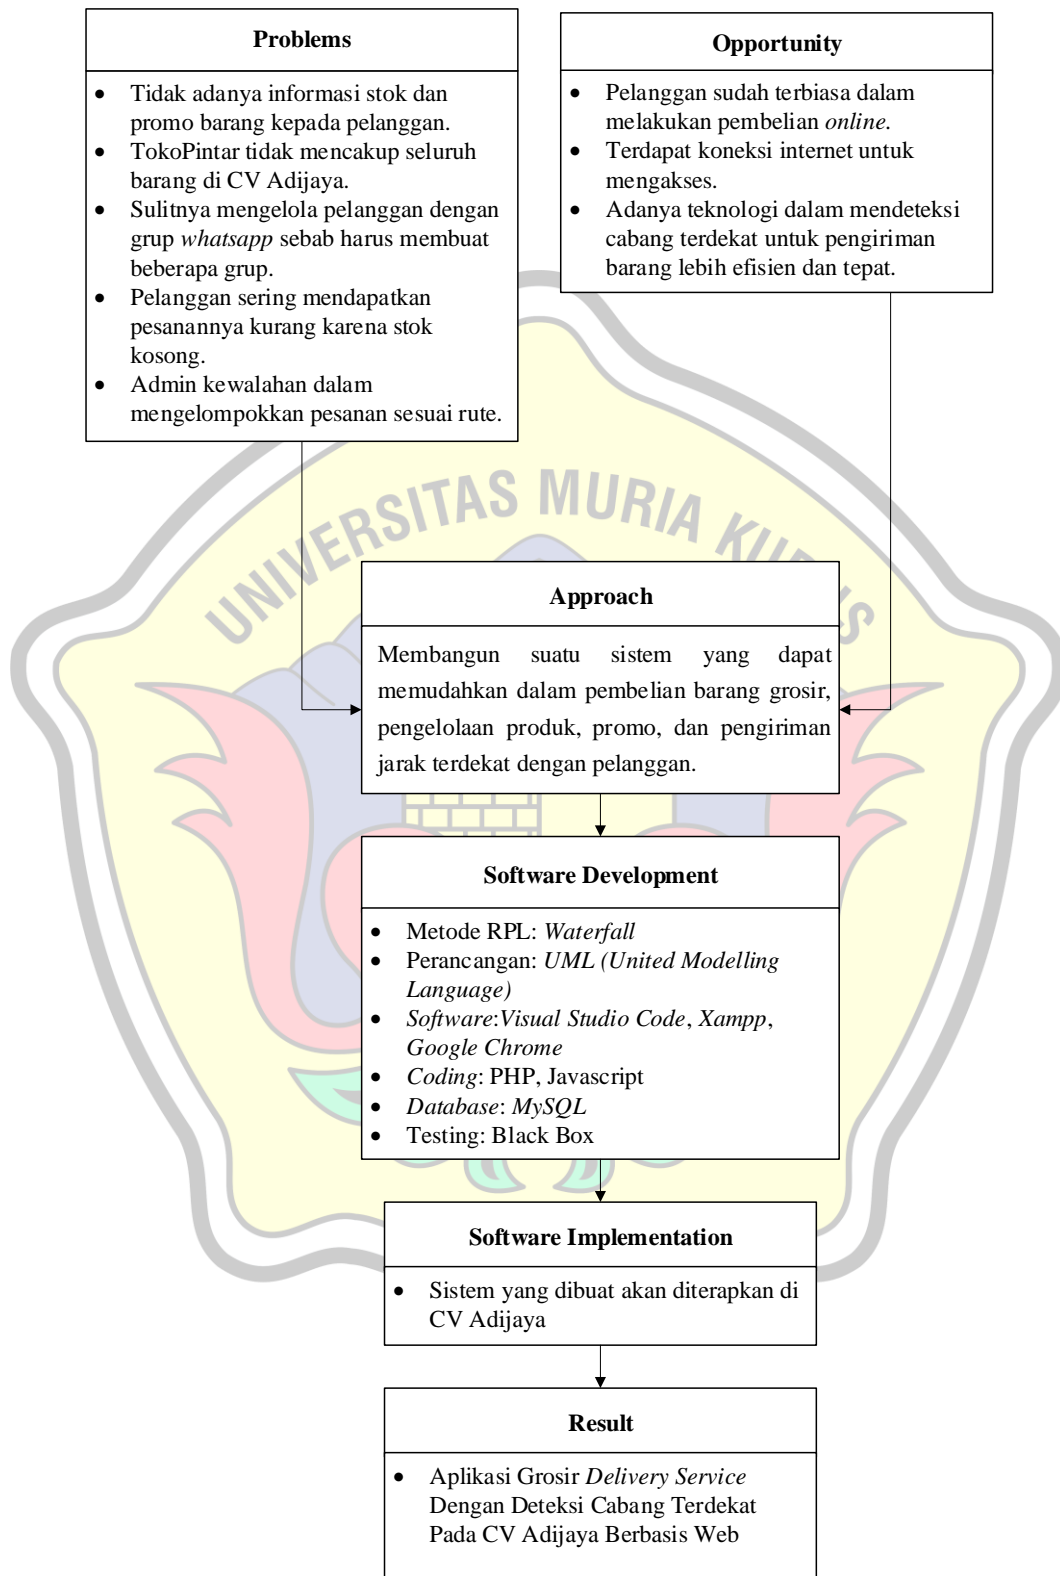 Problems
• Tidak adanya informasi stok dan
promo barang kepada pelanggan.
• TokoPintar tidak mencakup seluruh
barang di CV Adijaya.
• Sulitnya mengelola pelanggan dengan
grup whatsapp sebab harus membuat
beberapa grup.
• Pelanggan sering mendapatkan
pesanannya kurang karena stok
kosong.
• Admin kewalahan dalam
mengelompokkan pesanan sesuai rute.
Opportunity
• Pelanggan sudah terbiasa dalam
melakukan pembelian online.
• Terdapat koneksi internet untuk
mengakses.
• Adanya teknologi dalam mendeteksi
cabang terdekat untuk pengiriman
barang lebih efisien dan tepat.
UNIVERSITAS MURIA KUDUS
Approach
Membangun suatu sistem yang dapat
memudahkan dalam pembelian barang grosir,
pengelolaan produk, promo, dan pengiriman
jarak terdekat dengan pelanggan.
Software Development
• Metode RPL: Waterfall
• Perancangan: UML (United Modelling
Language)
• Software:Visual Studio Code, Xampp,
Google Chrome
• Coding: PHP, Javascript
• Database: MySQL
• Testing: Black Box
Software Implementation
• Sistem yang dibuat akan diterapkan di
CV Adijaya
Result
• Aplikasi Grosir Delivery Service
Dengan Deteksi Cabang Terdekat
Pada CV Adijaya Berbasis Web